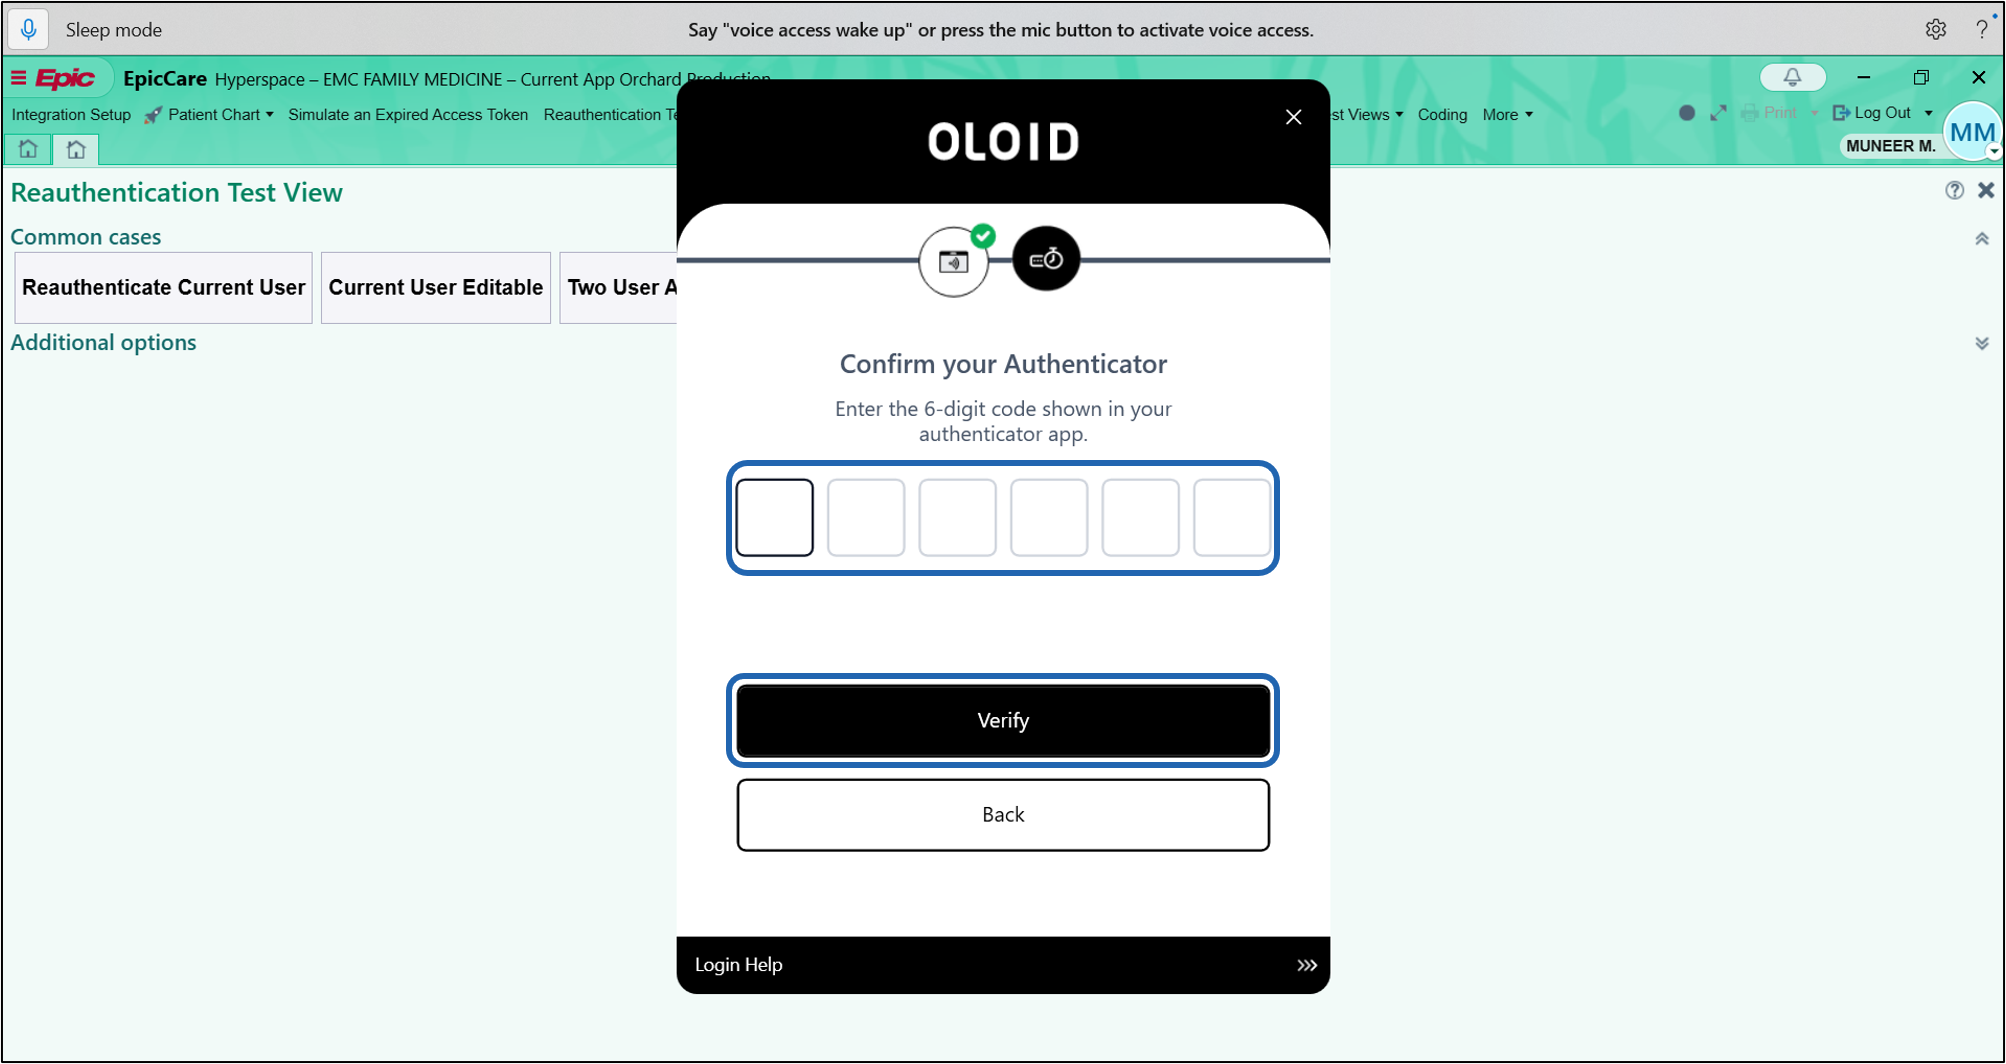 Sleep mode
Say "voice access wake up" or press the mic button to activate voice access.
?
Epic EpicCare Hyperspace – EMC FAMILY MEDICINE – Current App Orchard Production
Integration Setup Patient Chart Simulate an Expired Access Token Reauthentication Te
st Views Coding More Print Log Out
MM
MUNEER M.
OLOID
Reauthentication Test View
Common cases
Reauthenticate Current User Current User Editable Two User A
Additional options
Confirm your Authenticator
Enter the 6-digit code shown in your
authenticator app.
Verify
Back
Login Help